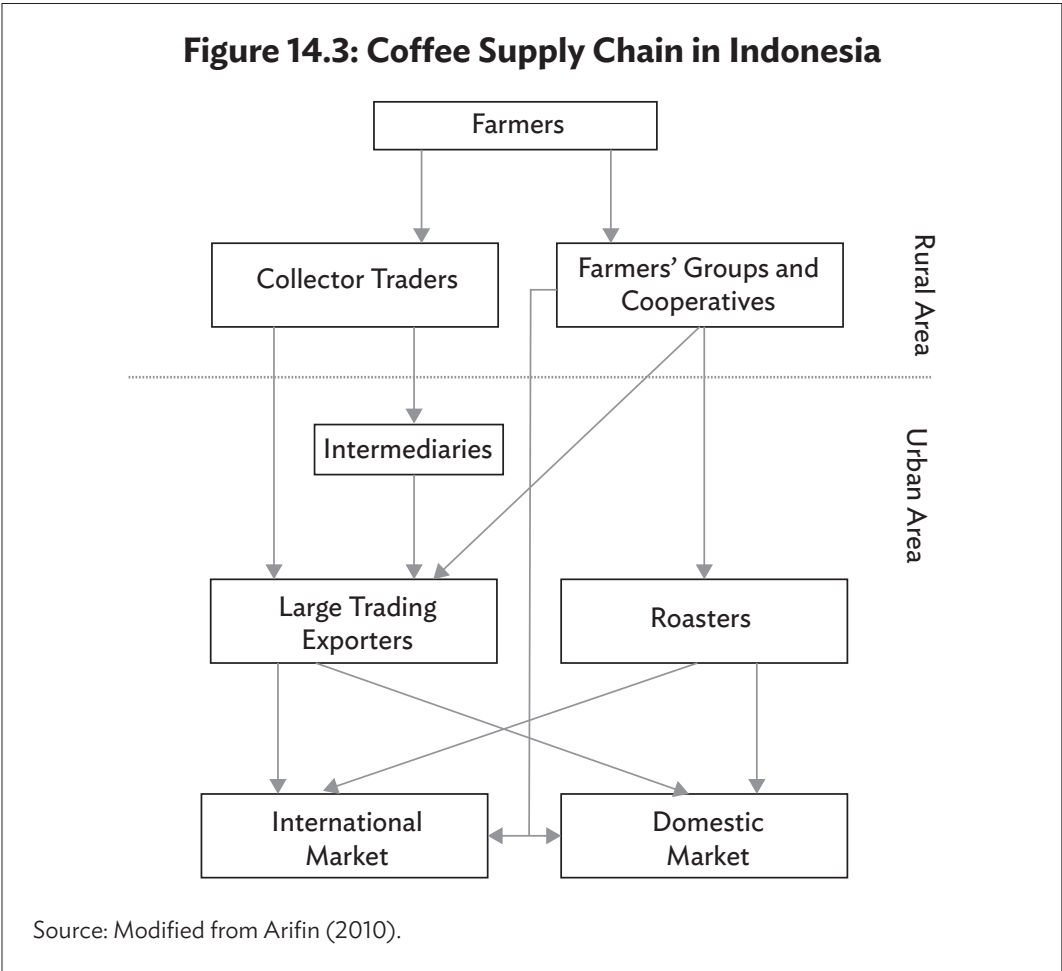 Figure 14.3: Coffee Supply Chain in Indonesia
Farmers
Collector Traders
Farmers’ Groups and
Cooperatives
Rural Area
Intermediaries
Urban Area
Large Trading
Exporters
Roasters
International
Market
Domestic
Market
Source: Modified from Arifin (2010).